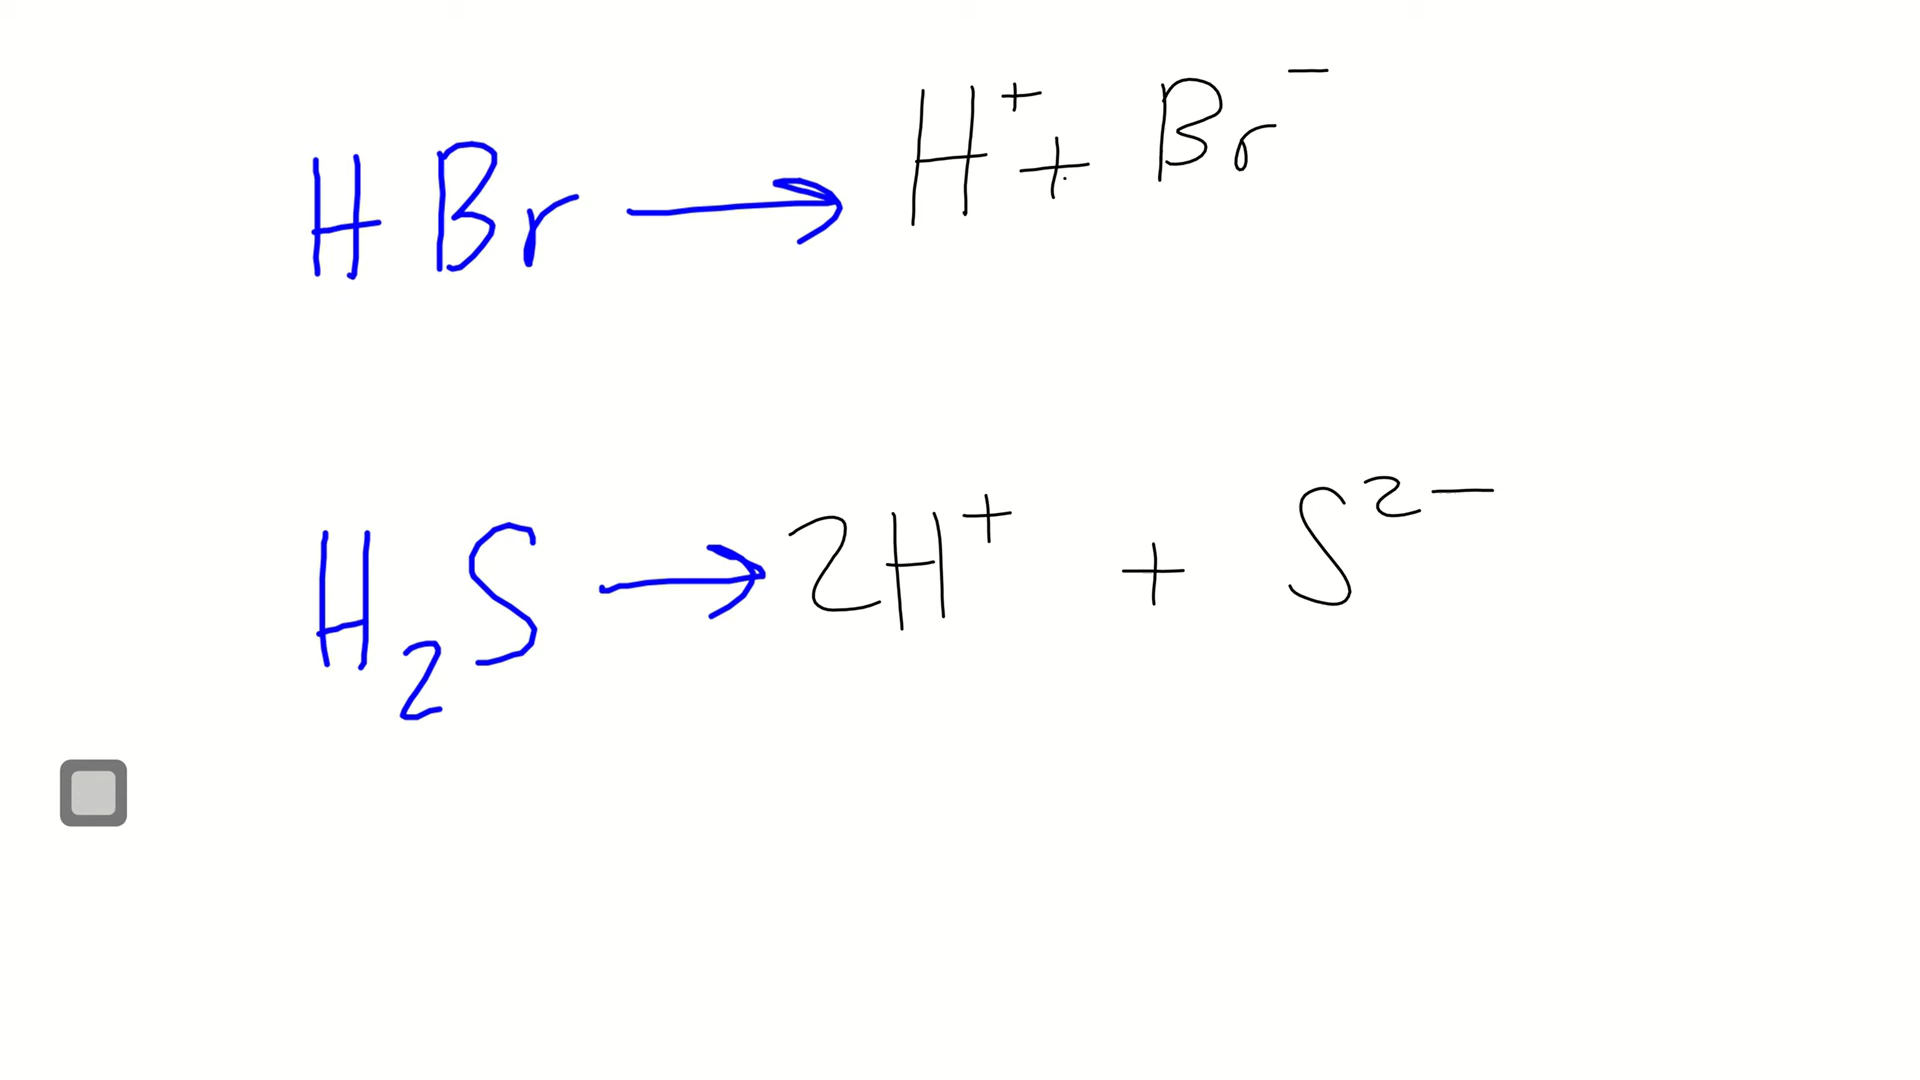 HBr → H⁺ + Br⁻
H₂S → 2H⁺ + S²⁻